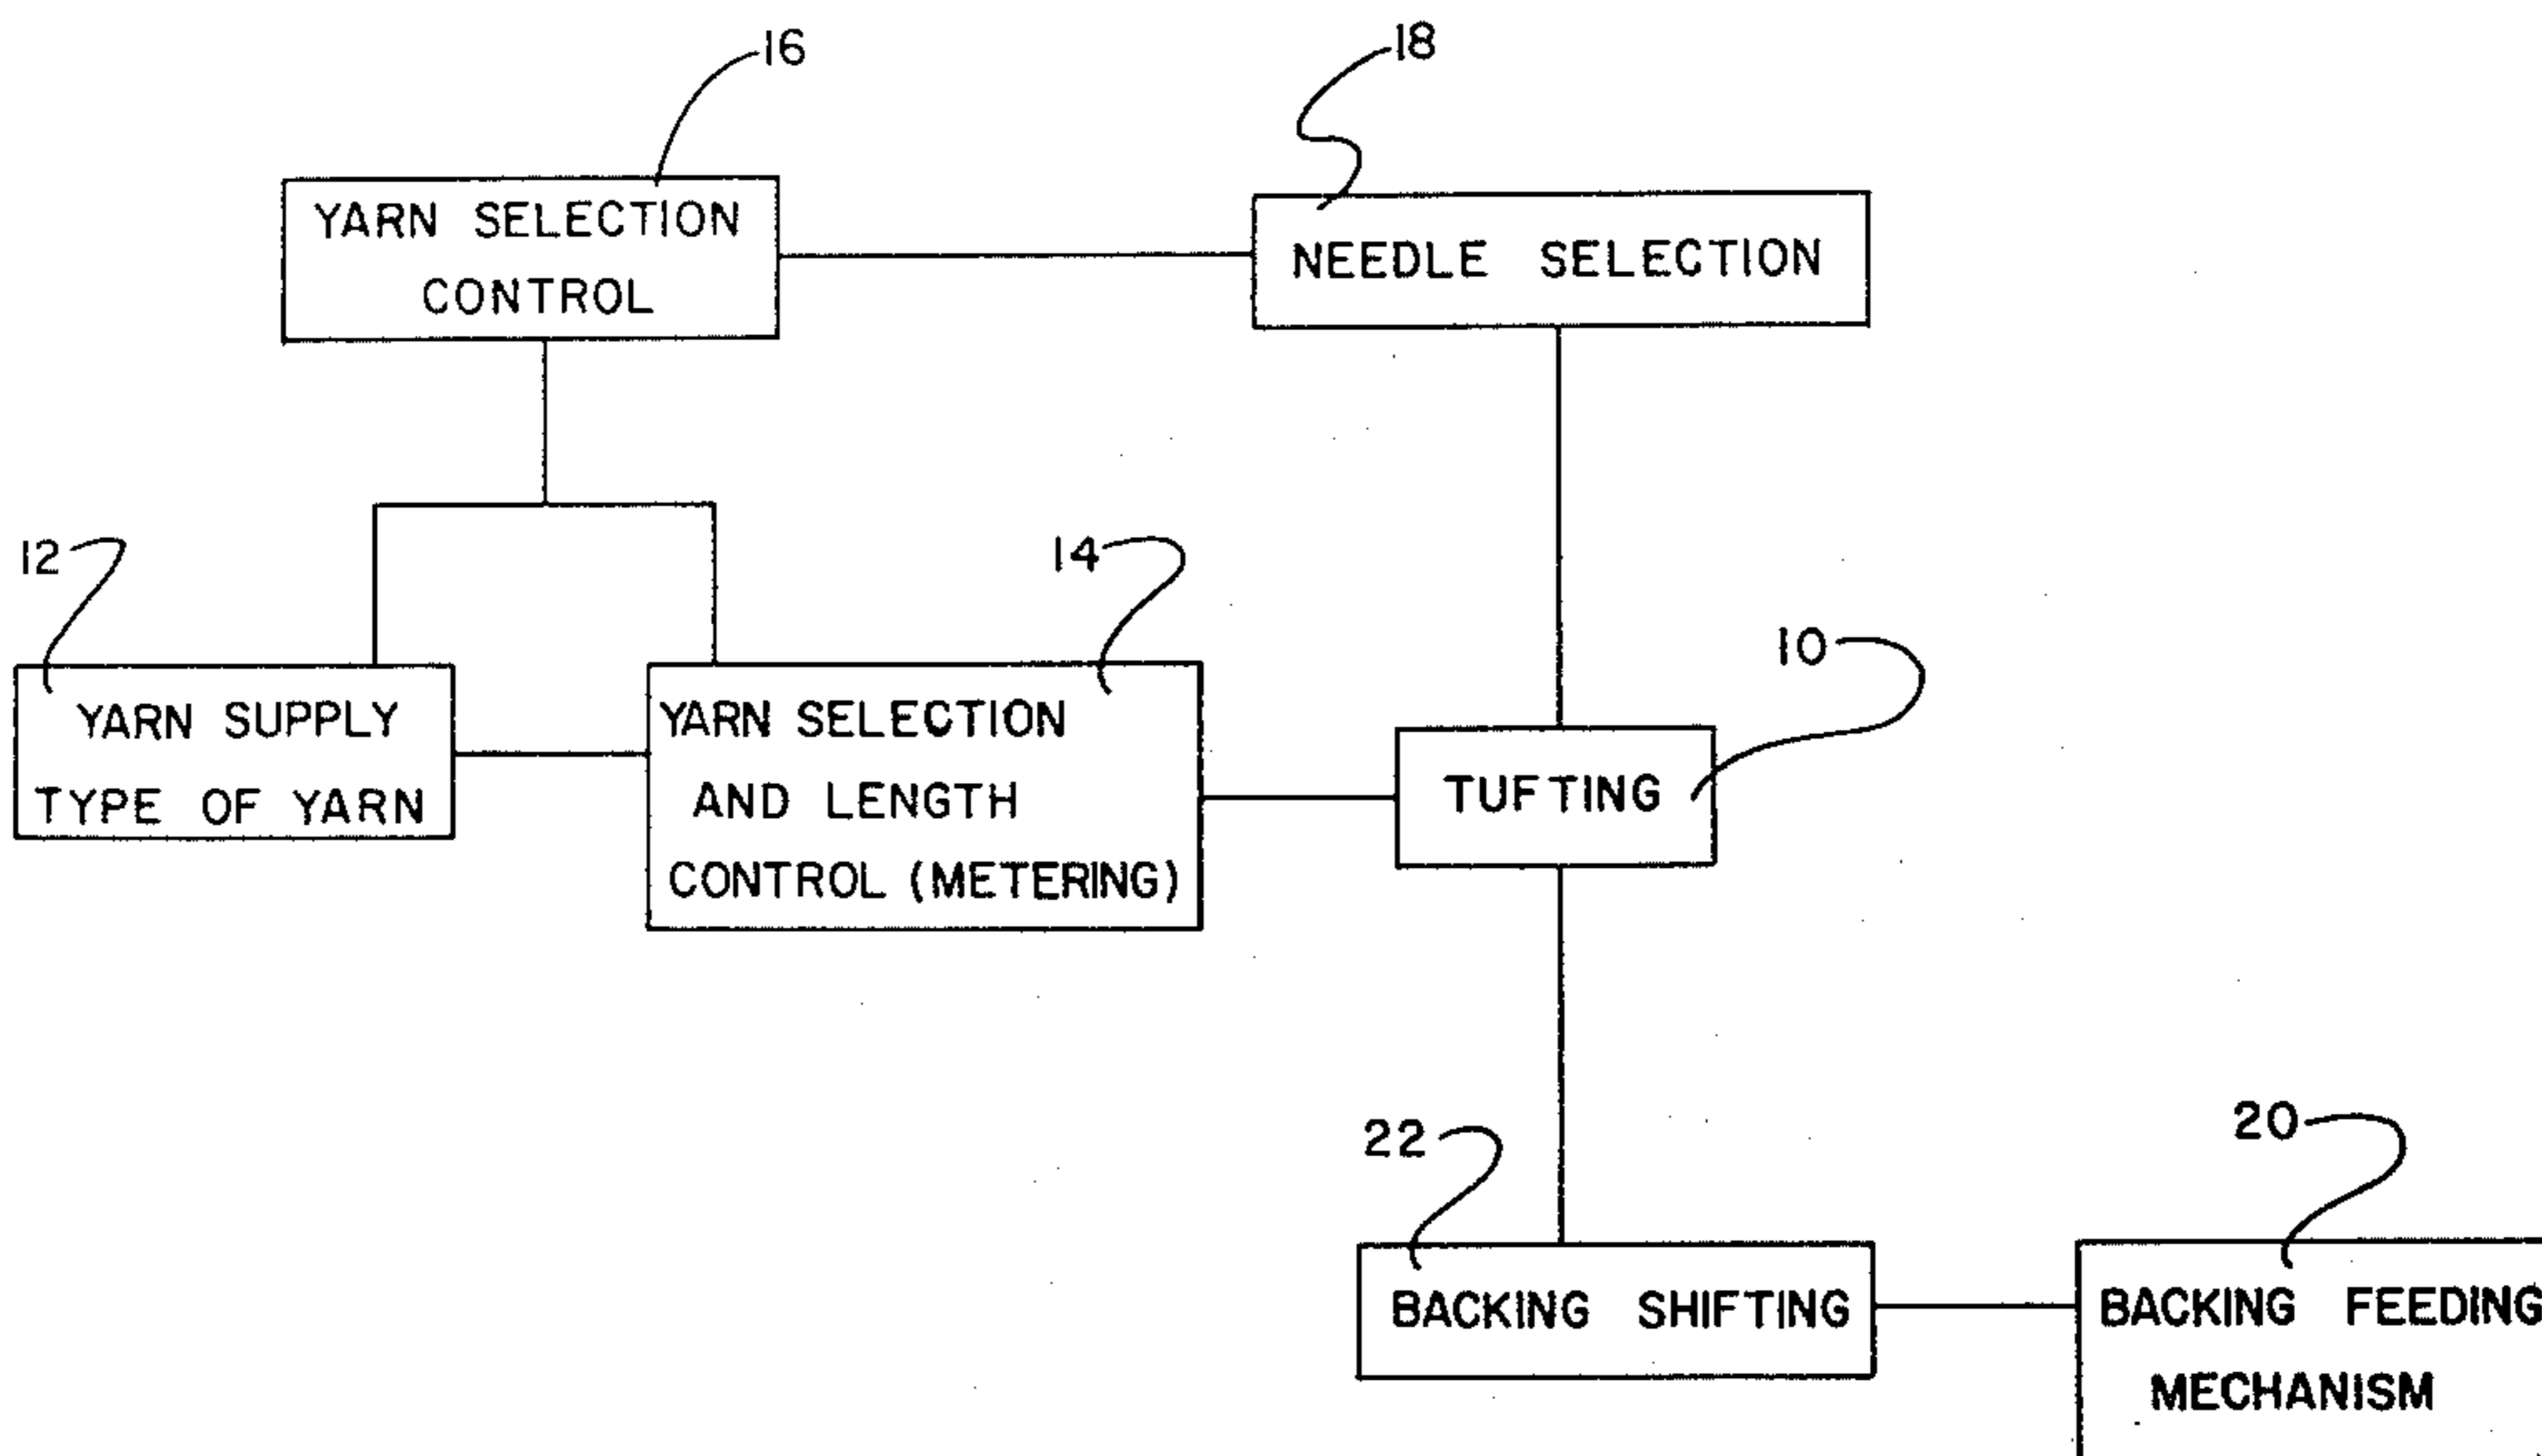 16
18
YARN SELECTION
CONTROL
NEEDLE SELECTION
12
14
10
YARN SUPPLY
TYPE OF YARN
YARN SELECTION
AND LENGTH
CONTROL (METERING)
TUFTING
22
20
BACKING SHIFTING
BACKING FEEDING
MECHANISM